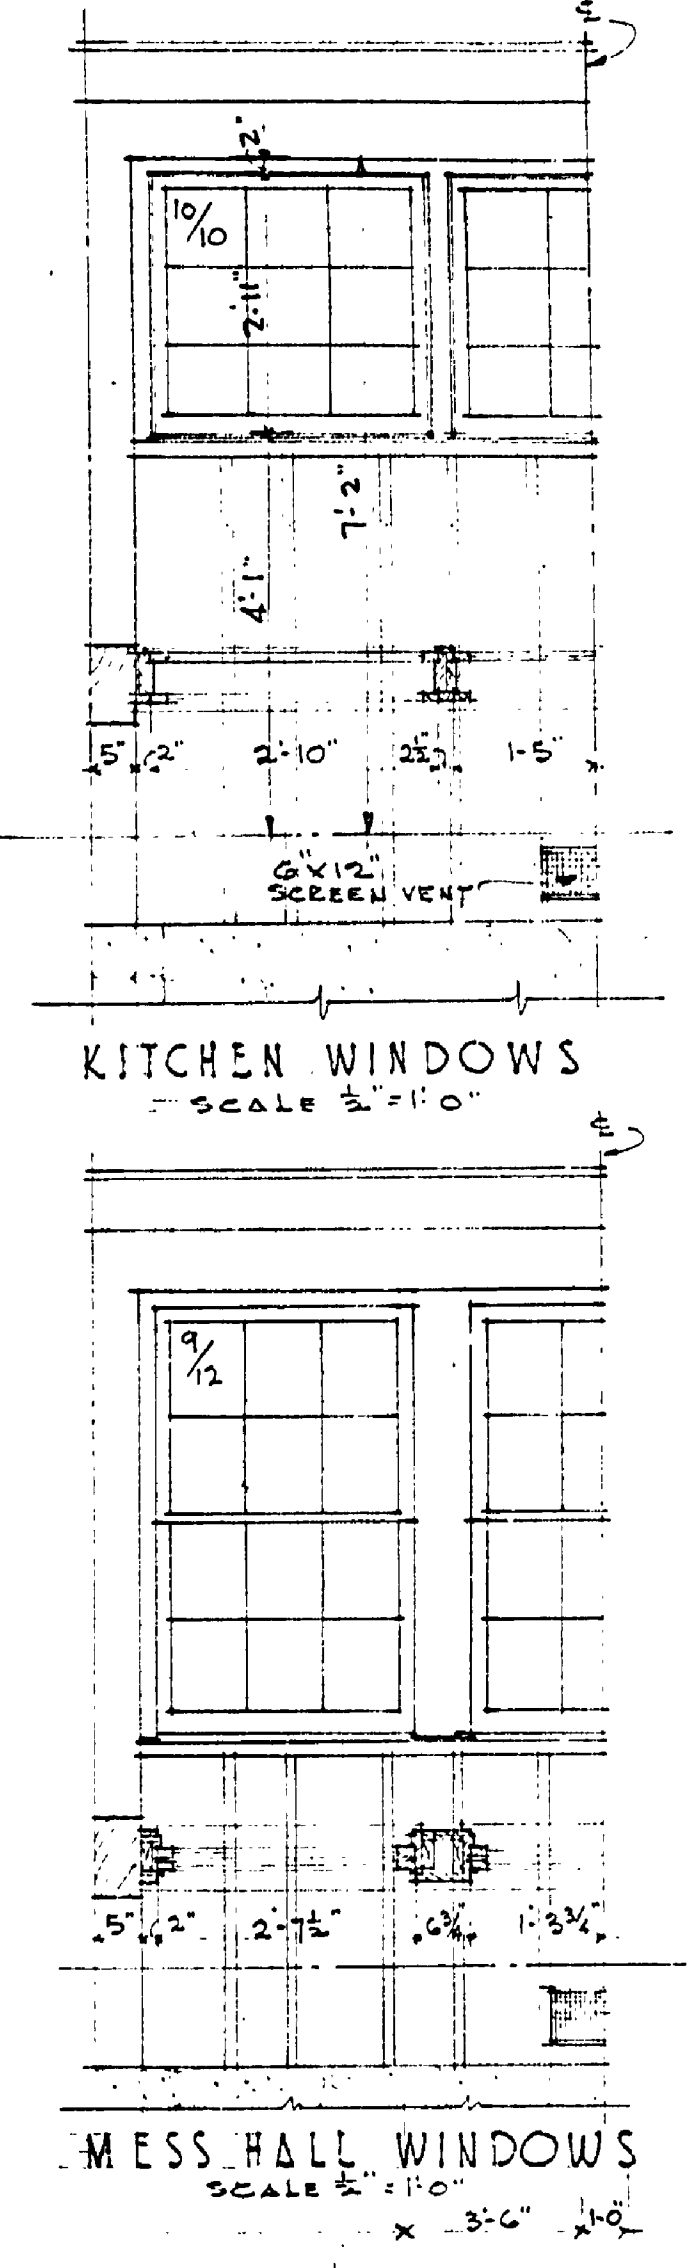 ℄
2"
10/10
2'-11"
7'-2"
4'-1"
5" 2" 2'-10" 2½" 1-5"
6"x12"
SCREEN VENT
KITCHEN WINDOWS
SCALE ½"=1'-0"
℄
9/12
5" 2" 2'-7½" 6¾" 1'-3¾"
MESS HALL WINDOWS
SCALE ½"=1'-0"
3'-6" 1'-0"